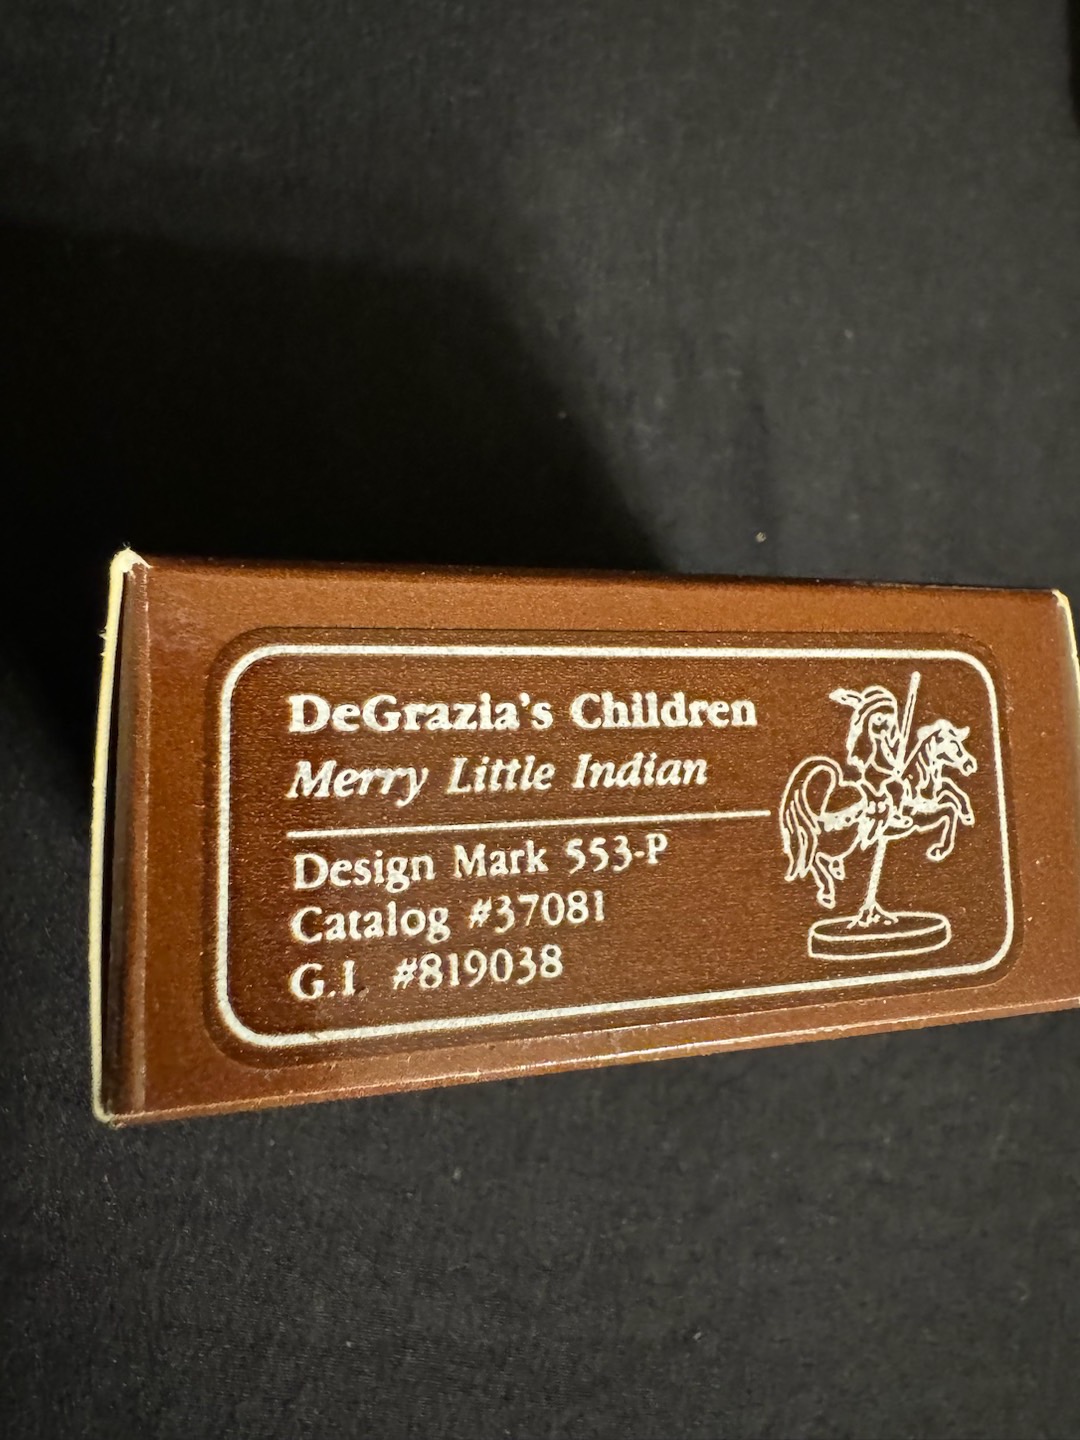 DeGrazia's Children
Merry Little Indian
Design Mark 553-P
Catalog #37081
G.I. #819038